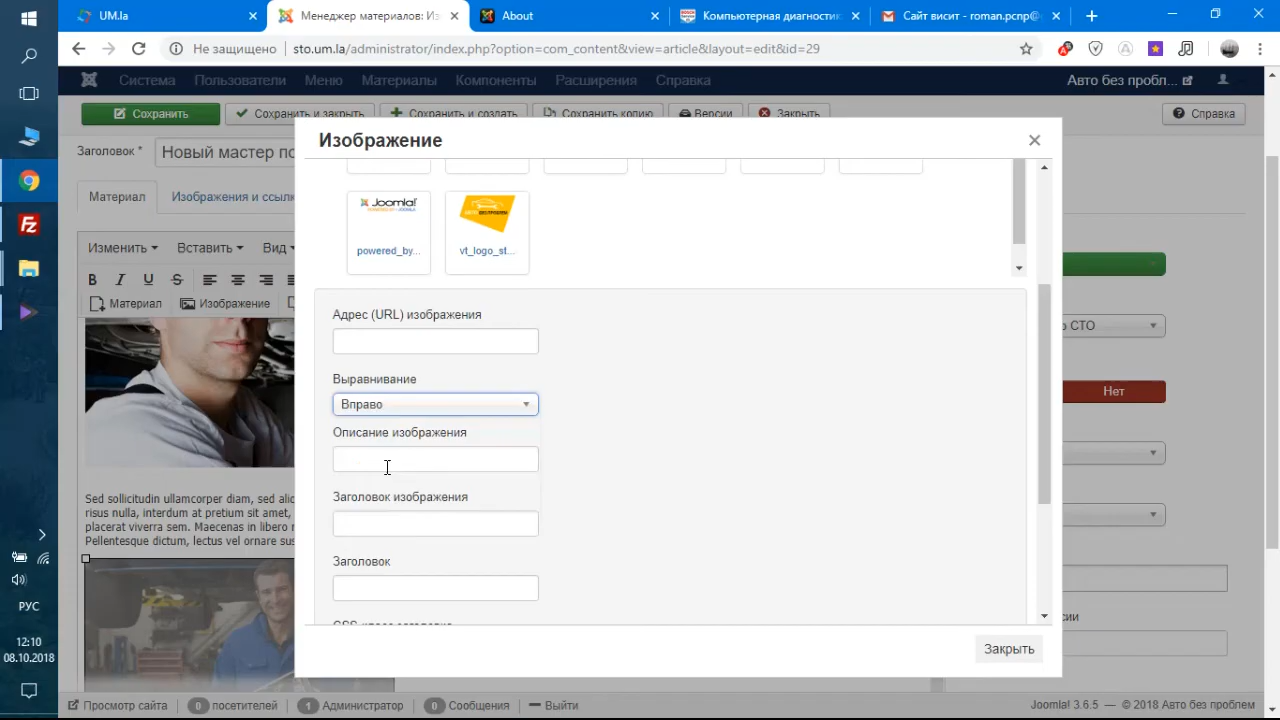 UM.la
Менеджер материалов: Из
About
Компьютерная диагностик
Сайт висит - roman.pcnp@
Не защищено
sto.um.la/administrator/index.php?option=com_content&view=article&layout=edit&id=29
Система
Пользователи
Меню
Материалы
Компоненты
Расширения
Справка
Авто без пробл...
Сохранить
Сохранить и закрыть
Сохранить и создать
Сохранить копию
Версии
Закрыть
Справка
Заголовок *
Новый мастер по
Изображение
Материал
Изображения и ссылк
Joomla!
powered_by...
vt_logo_st...
Изменить
Вставить
Вид
B I U S
Материал
Изображение
Адрес (URL) изображения
Выравнивание
Вправо
о СТО
Описание изображения
Нет
Заголовок изображения
Sed sollicitudin ullamcorper diam, sed alic
risus nulla, interdum at pretium sit amet,
placerat viverra sem. Maecenas in libero r
Pellentesque dictum, lectus vel ornare sus
Заголовок
CSS-класс заголовка
сии
Закрыть
РУС
12:10
08.10.2018
Просмотр сайта
0 посетителей
1 Администратор
0 Сообщения
Выйти
Joomla! 3.6.5 — © 2018 Авто без проблем